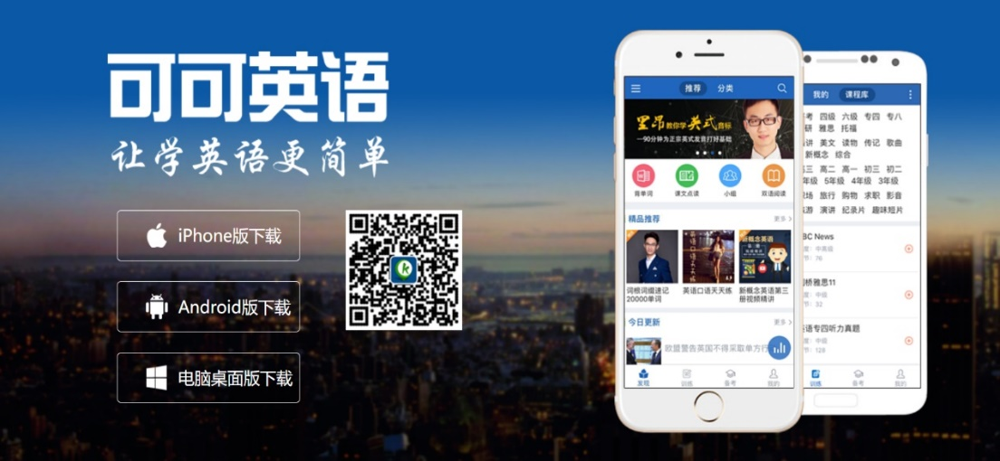 可可英语
让学英语更简单
iPhone版下载
Android版下载
电脑桌面版下载
推荐 分类
里昂教你学英式音标
—90分钟为正宗英式发音打好基础
背单词 课文点读 小组 双语阅读
精品推荐 更多
词根词缀速记 英语口语天天练 新概念英语第三
20000单词 册视频精讲
今日更新 更多
欧盟警告英国不得采取单方行
发现 训练 备考 我的
我的 课程库
考 四级 六级 专四 专八
研 雅思 托福
讲 美文 读物 传记 歌曲
新概念 综合
三 高二 高一 初三 初二
年级 5年级 4年级 3年级
场 旅行 购物 求职 影音
游 演讲 纪录片 趣味短片
BC News
度：中高级
节：76
桥雅思11
度：中级
节：32
语专四听力真题
度：中级
节：128
训练 备考 我的